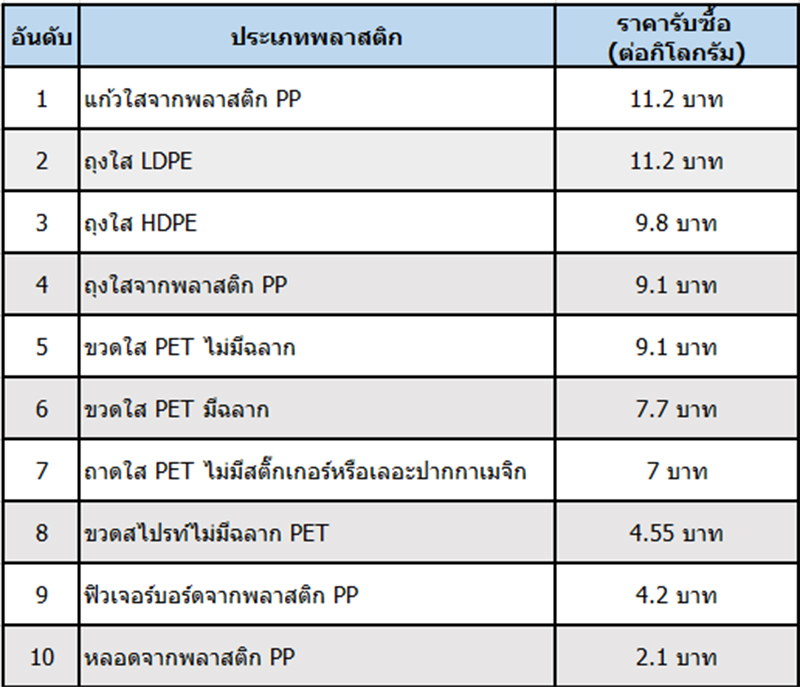 อันดับ ประเภทพลาสติก ราคารับซื้อ
(ต่อกิโลกรัม)
1 แก้วใสจากพลาสติก PP 11.2 บาท
2 ถุงใส LDPE 11.2 บาท
3 ถุงใส HDPE 9.8 บาท
4 ถุงใสจากพลาสติก PP 9.1 บาท
5 ขวดใส PET ไม่มีฉลาก 9.1 บาท
6 ขวดใส PET มีฉลาก 7.7 บาท
7 ถาดใส PET ไม่มีสติ๊กเกอร์หรือเลอะปากกาเมจิก 7 บาท
8 ขวดสไปรท์ไม่มีฉลาก PET 4.55 บาท
9 ฟิวเจอร์บอร์ดจากพลาสติก PP 4.2 บาท
10 หลอดจากพลาสติก PP 2.1 บาท